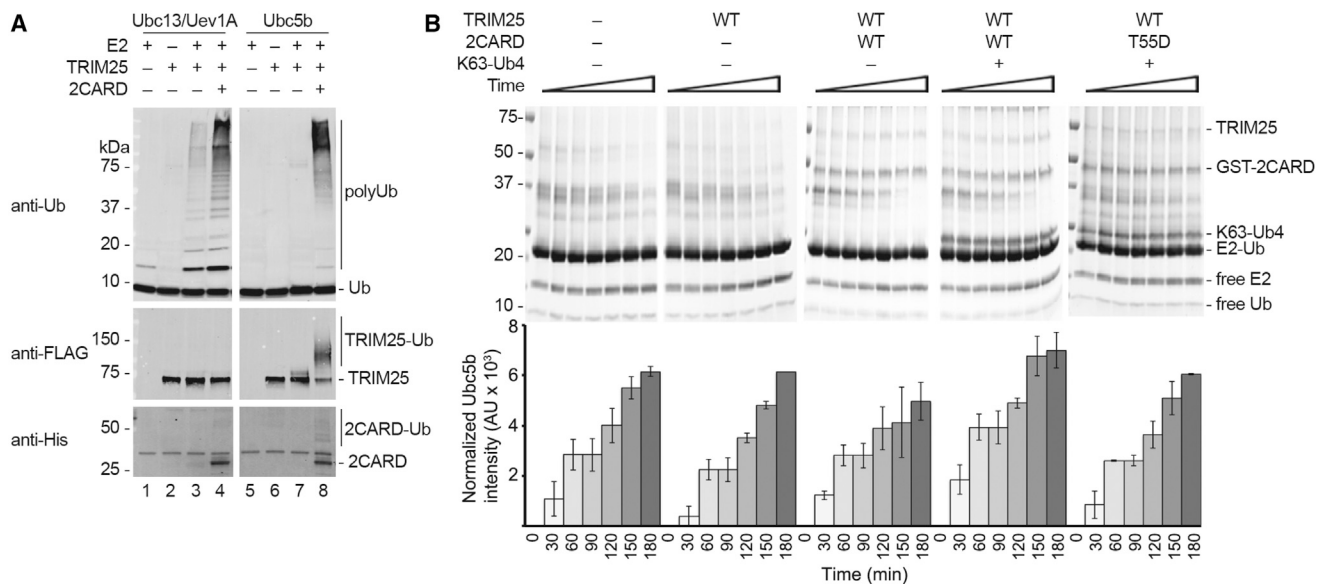 A
Ubc13/Uev1A Ubc5b
E2 + – + + + – + +
TRIM25 – + + + – + + +
2CARD – – – + – – – +
kDa
75 -
37 -
20 -
10 -
anti-Ub
polyUb
- Ub
150 -
75 -
anti-FLAG
TRIM25-Ub
- TRIM25
50 -
25 -
anti-His
2CARD-Ub
- 2CARD
1 2 3 4 5 6 7 8
B
TRIM25 – WT WT WT WT
2CARD – – WT WT T55D
K63-Ub4 – – – + +
Time
75-
50 -
37 -
20 -
10 -
- TRIM25
- GST-2CARD
- K63-Ub4
- E2-Ub
- free E2
- free Ub
Normalized Ubc5b
intensity (AU x 10³)
8
6
4
2
0 30 60 90 120 150 180 0 30 60 90 120 150 180 0 30 60 90 120 150 180 0 30 60 90 120 150 180 0 30 60 90 120 150 180
Time (min)